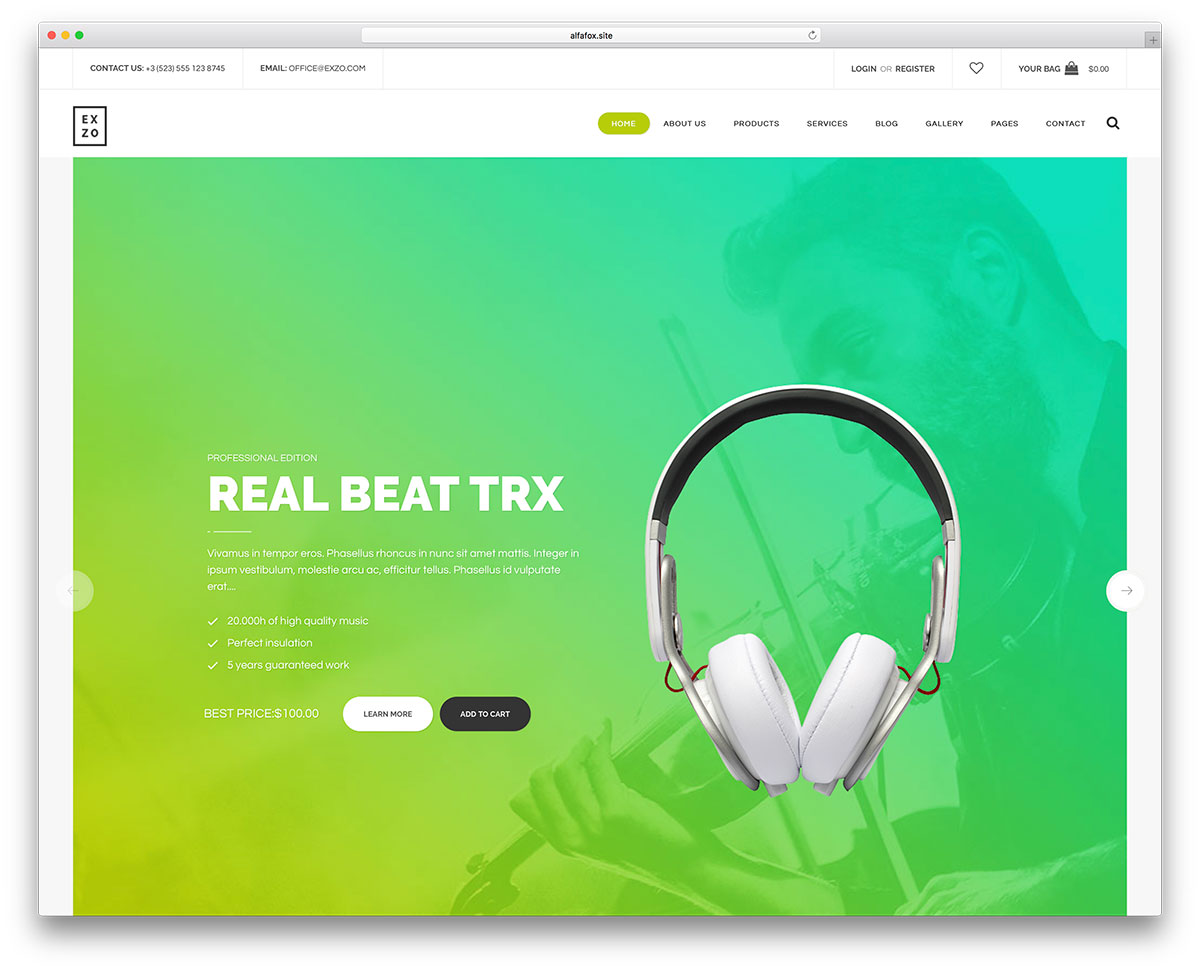 alfafox.site
CONTACT US: +3 (523) 555 123 8745
EMAIL: OFFICE@EXZO.COM
LOGIN OR REGISTER
YOUR BAG $0.00
EX
ZO
HOME
ABOUT US
PRODUCTS
SERVICES
BLOG
GALLERY
PAGES
CONTACT
PROFESSIONAL EDITION
REAL BEAT TRX
Vivamus in tempor eros. Phasellus rhoncus in nunc sit amet mattis. Integer in
ipsum vestibulum, molestie arcu ac, efficitur tellus. Phasellus id vulputate
erat....
20.000h of high quality music
Perfect insulation
5 years guaranteed work
BEST PRICE:$100.00
LEARN MORE
ADD TO CART